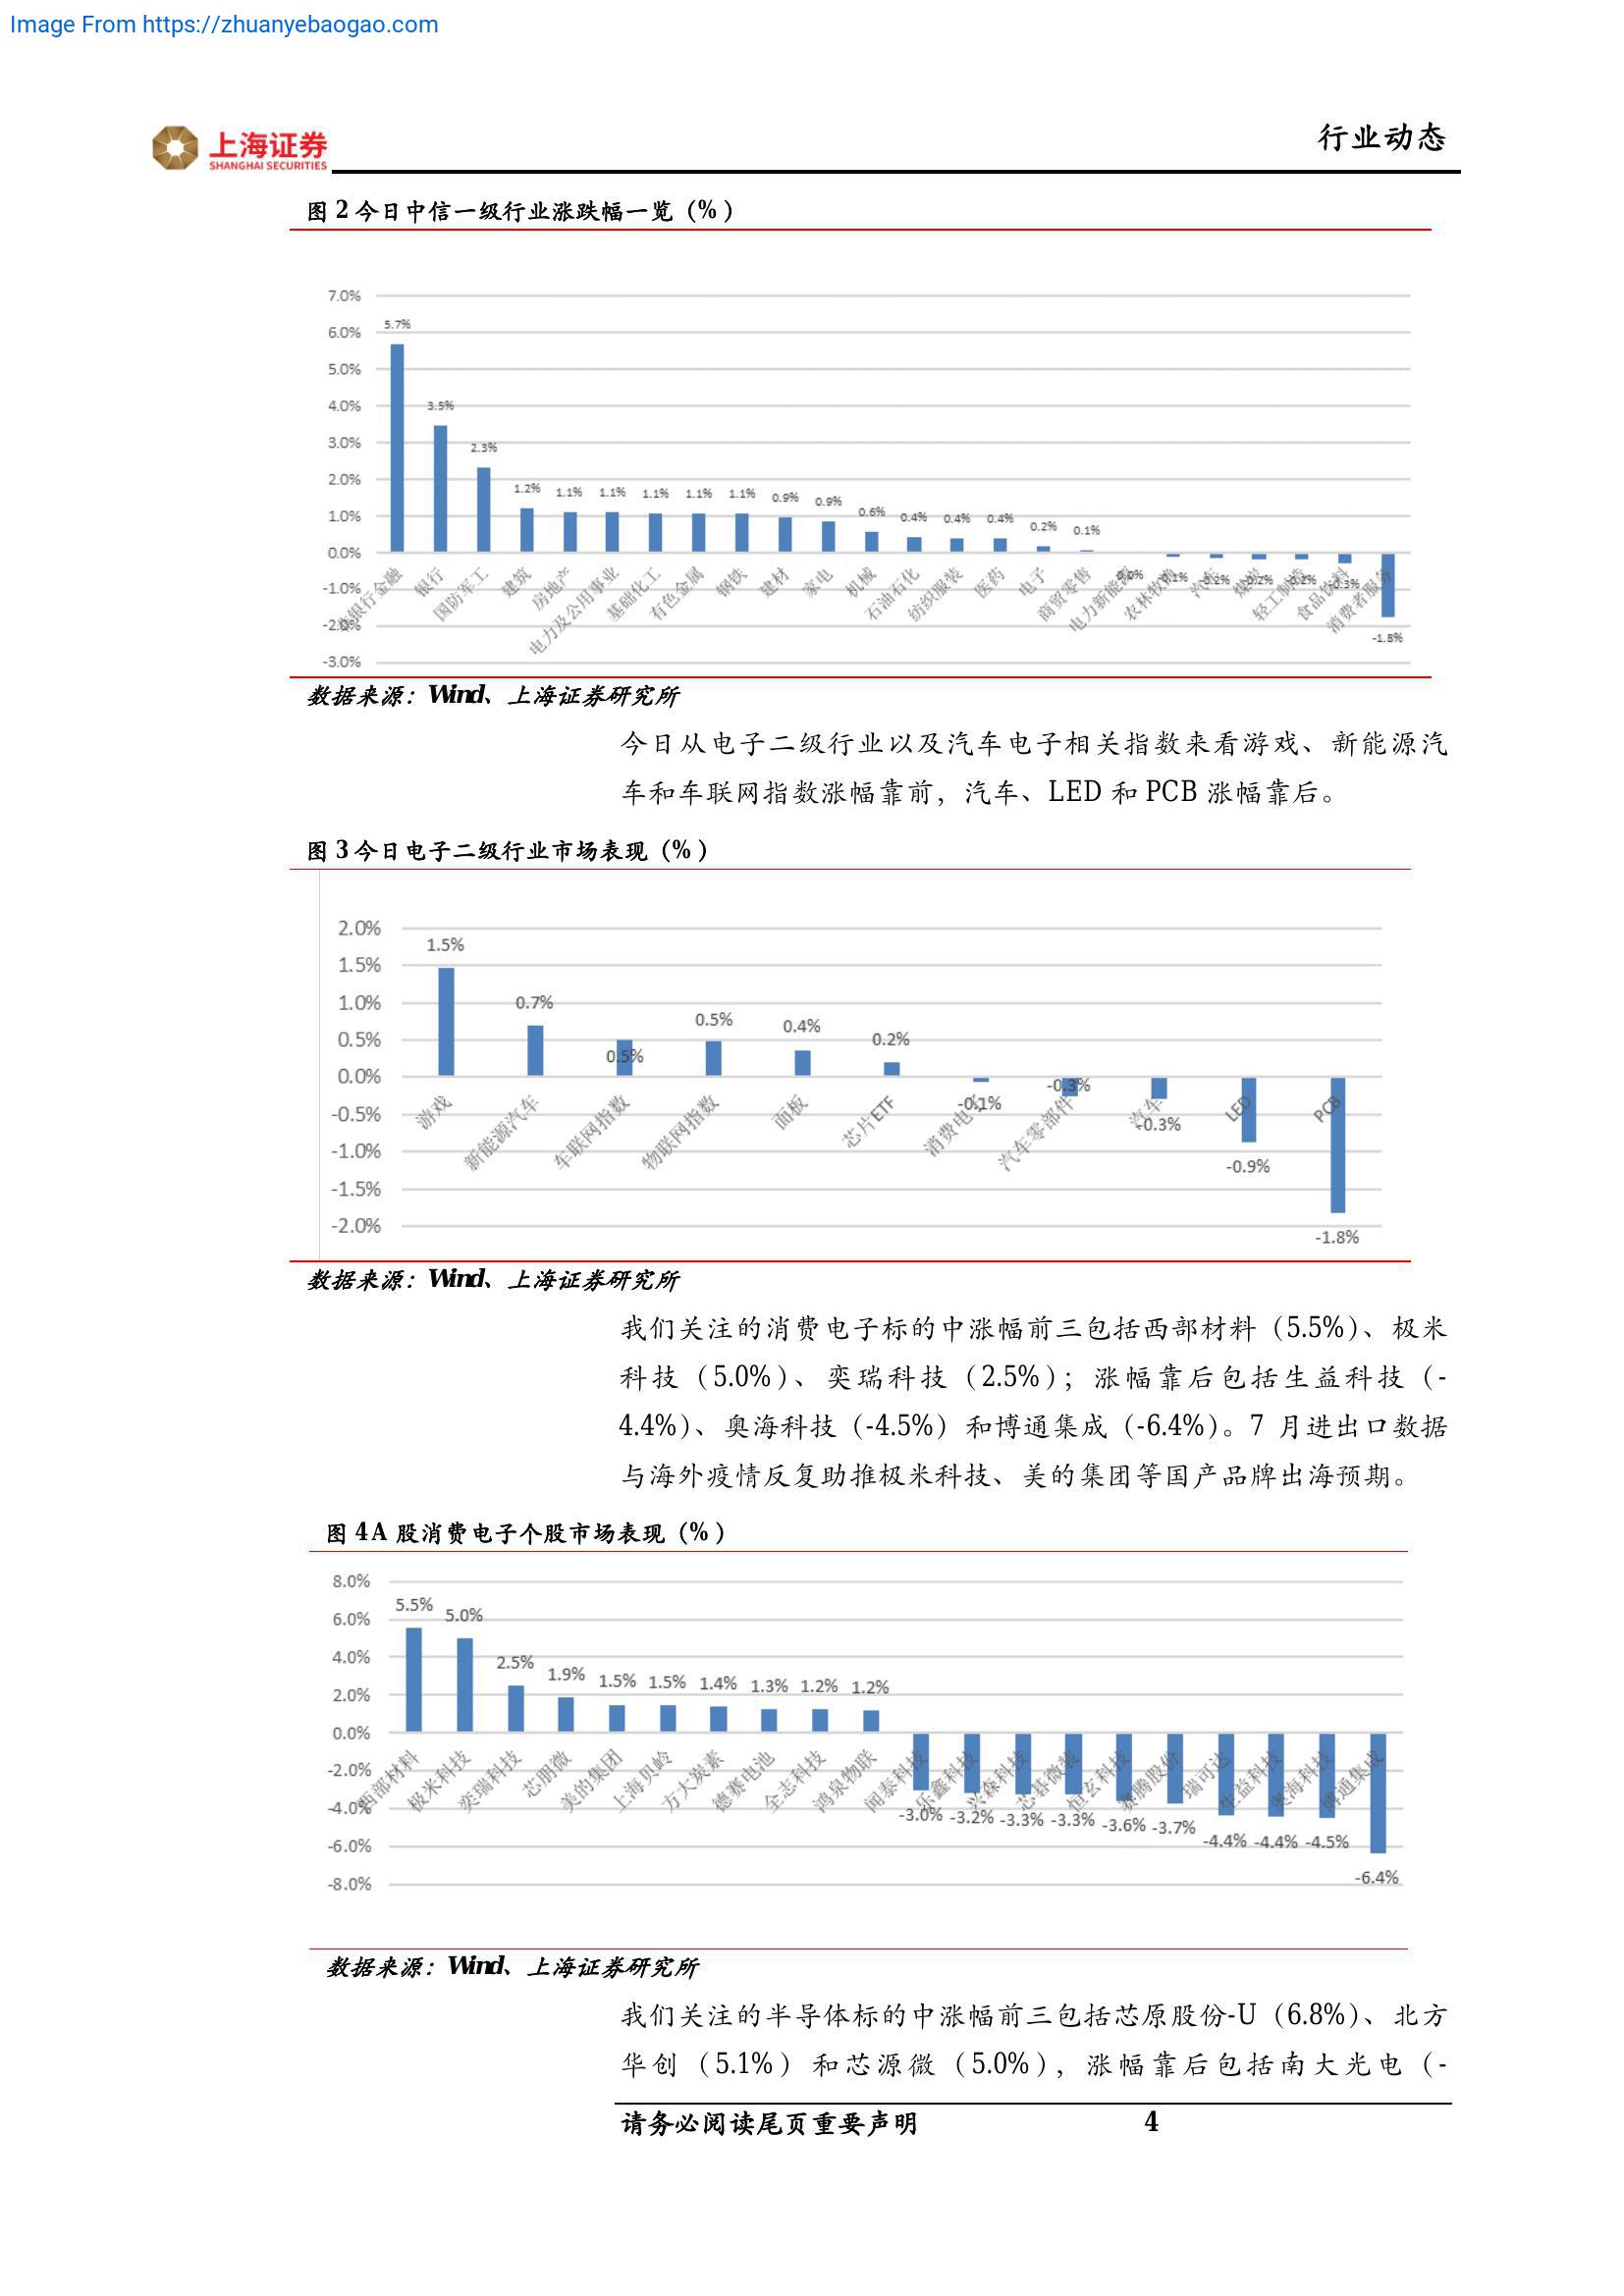 Image From https://zhuanyebaogao.com
上海证券
SHANGHAI SECURITIES
行业动态
图 2 今日中信一级行业涨跌幅一览（%）
7.0%
6.0%
5.0%
4.0%
3.0%
2.0%
1.0%
0.0%
-1.0%
-2.0%
-3.0%
5.7%
3.5%
2.3%
1.2%
1.1%
1.1%
1.1%
1.1%
1.1%
0.9%
0.9%
0.6%
0.4%
0.4%
0.4%
0.2%
0.1%
0.0%
-0.1%
-0.2%
-0.2%
-0.2%
-0.3%
-1.8%
非银行金融
银行
国防军工
建筑
房地产
电力及公用事业
基础化工
有色金属
钢铁
建材
家电
机械
石油石化
纺织服装
医药
电子
商贸零售
电力新能源
农林牧渔
汽车
煤炭
轻工制造
食品饮料
消费者服务
数据来源：Wind、上海证券研究所
今日从电子二级行业以及汽车电子相关指数来看游戏、新能源汽
车和车联网指数涨幅靠前，汽车、LED 和 PCB 涨幅靠后。
图 3 今日电子二级行业市场表现（%）
2.0%
1.5%
1.0%
0.5%
0.0%
-0.5%
-1.0%
-1.5%
-2.0%
1.5%
0.7%
0.5%
0.5%
0.4%
0.2%
-0.1%
-0.3%
-0.3%
-0.9%
-1.8%
游戏
新能源汽车
车联网指数
物联网指数
面板
芯片ETF
消费电子
汽车零部件
汽车
LED
PCB
数据来源：Wind、上海证券研究所
我们关注的消费电子标的中涨幅前三包括西部材料（5.5%）、极米
科技（5.0%）、奕瑞科技（2.5%）；涨幅靠后包括生益科技（-
4.4%）、奥海科技（-4.5%）和博通集成（-6.4%）。7 月进出口数据
与海外疫情反复助推极米科技、美的集团等国产品牌出海预期。
图 4A 股消费电子个股市场表现（%）
8.0%
6.0%
4.0%
2.0%
0.0%
-2.0%
-4.0%
-6.0%
-8.0%
5.5%
5.0%
2.5%
1.9%
1.5%
1.5%
1.4%
1.3%
1.2%
1.2%
-3.0%
-3.2%
-3.3%
-3.3%
-3.6%
-3.7%
-4.4%
-4.4%
-4.5%
-6.4%
西部材料
极米科技
奕瑞科技
芯朋微
美的集团
上海贝岭
方大炭素
德赛电池
全志科技
鸿泉物联
闻泰科技
乐鑫科技
兴森科技
芯碁微装
恒玄科技
赛腾股份
瑞可达
生益科技
奥海科技
博通集成
数据来源：Wind、上海证券研究所
我们关注的半导体标的中涨幅前三包括芯原股份-U（6.8%）、北方
华创（5.1%）和芯源微（5.0%），涨幅靠后包括南大光电（-
请务必阅读尾页重要声明
4